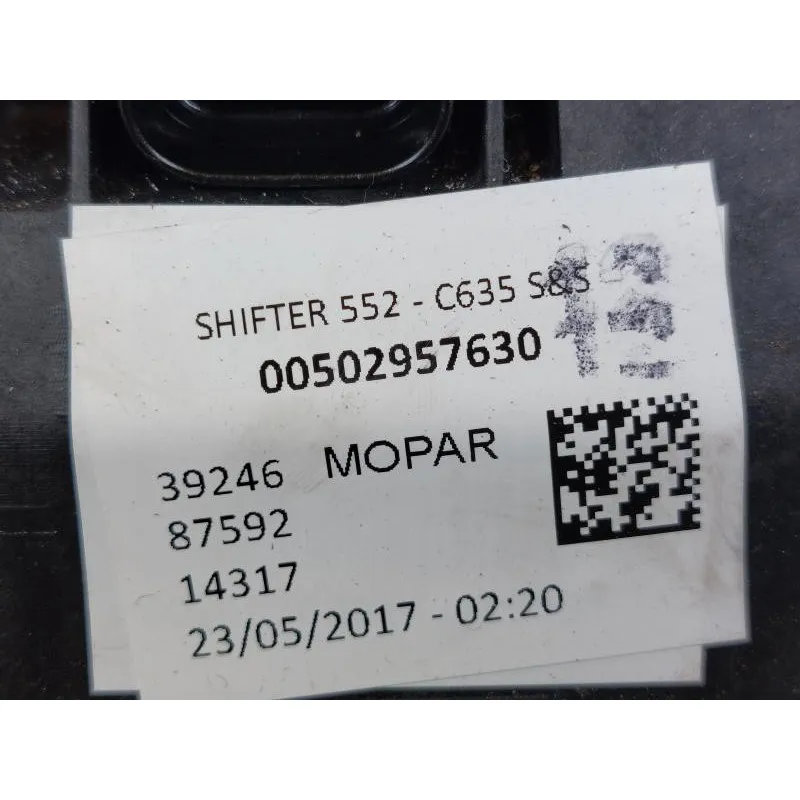 SHIFTER 552 - C635 S&S
00502957630
39246 MOPAR
87592
14317
23/05/2017 - 02:20